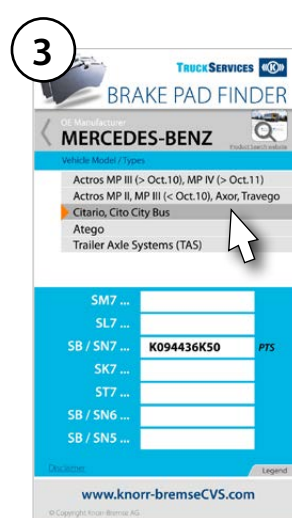 3
TRUCKSERVICES
BRAKE PAD FINDER
OE Manufacturer
MERCEDES-BENZ
Product Search website
Vehicle Model / Types
Actros MP III (> Oct.10), MP IV (> Oct.11)
Actros MP II, MP III (< Oct.10), Axor, Travego
Citario, Cito City Bus
Atego
Trailer Axle Systems (TAS)
SM7 ...
SL7 ...
SB / SN7 ... K094436K50 PTS
SK7 ...
ST7 ...
SB / SN6 ...
SB / SN5 ...
Disclaimer Legend
www.knorr-bremseCVS.com
© Copyright Knorr-Bremse AG